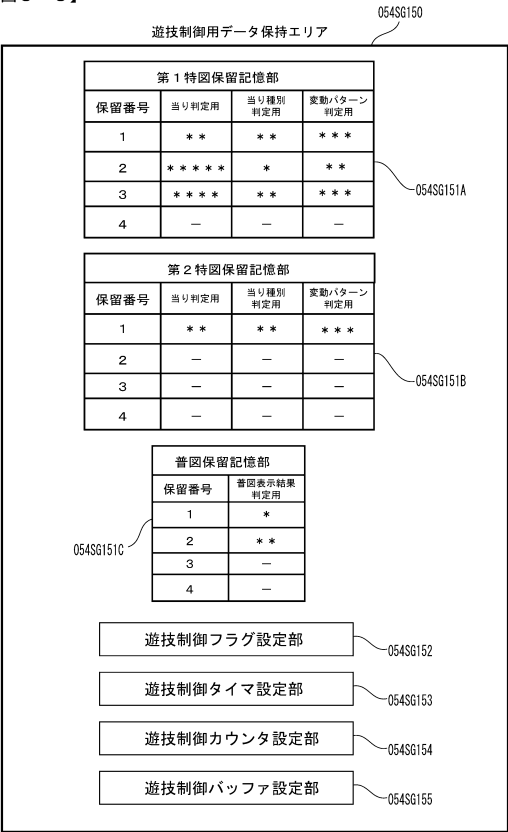 054SG150
遊技制御用データ保持エリア
第1特図保留記憶部
保留番号 当り判定用 当り種別判定用 変動パターン判定用
1 ** ** ***
2 ***** * **
3 **** ** ***
4 － － －
054SG151A
第2特図保留記憶部
保留番号 当り判定用 当り種別判定用 変動パターン判定用
1 ** ** ***
2 － － －
3 － － －
4 － － －
054SG151B
普図保留記憶部
保留番号 普図表示結果判定用
1 *
2 **
3 －
4 －
054SG151C
遊技制御フラグ設定部
054SG152
遊技制御タイマ設定部
054SG153
遊技制御カウンタ設定部
054SG154
遊技制御バッファ設定部
054SG155